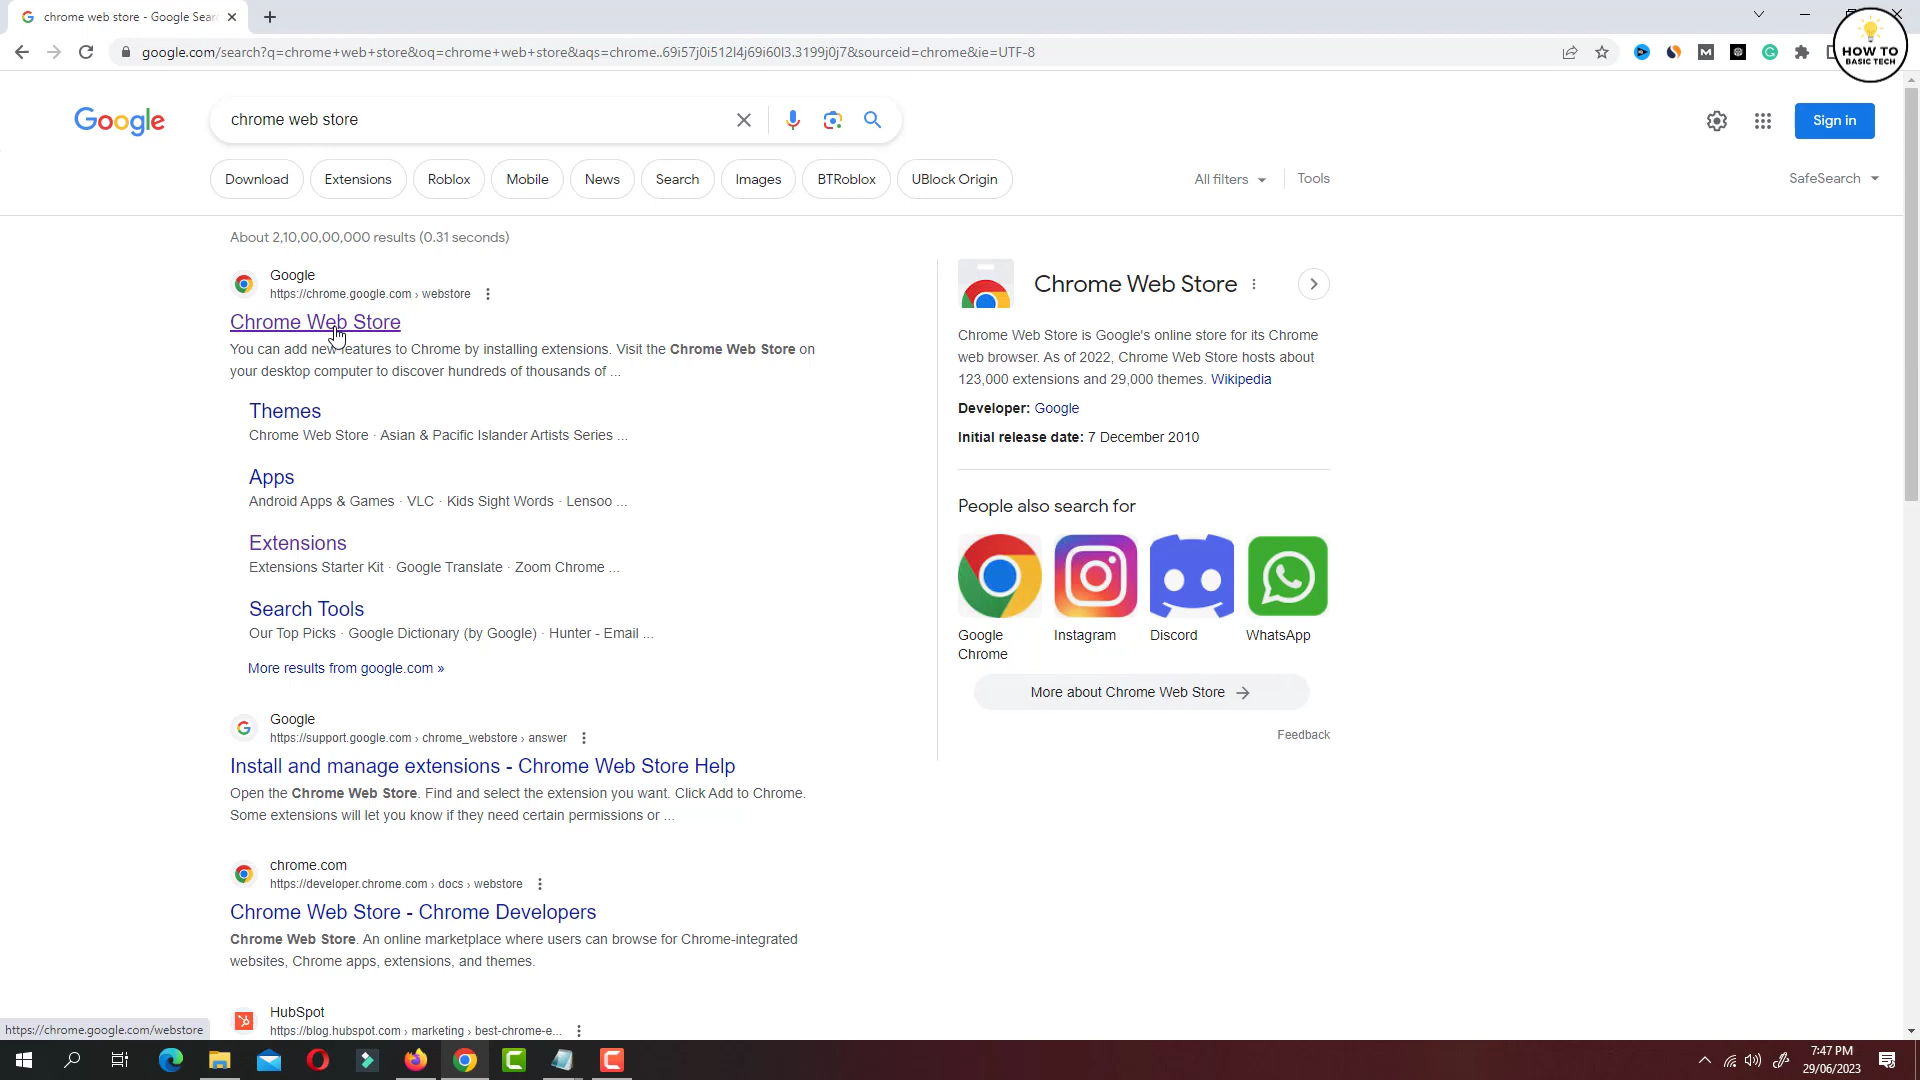 chrome web store - Google Sear
google.com/search?q=chrome+web+store&oq=chrome+web+store&aqs=chrome..69i57j0i512l4j69i60l3.3199j0j7&sourceid=chrome&ie=UTF-8
HOW TO
BASIC TECH
Google
chrome web store
Sign in
Download
Extensions
Roblox
Mobile
News
Search
Images
BTRoblox
UBlock Origin
All filters
Tools
SafeSearch
About 2,10,00,00,000 results (0.31 seconds)
Google
https://chrome.google.com › webstore
Chrome Web Store
You can add new features to Chrome by installing extensions. Visit the Chrome Web Store on
your desktop computer to discover hundreds of thousands of ...
Themes
Chrome Web Store · Asian & Pacific Islander Artists Series ...
Apps
Android Apps & Games · VLC · Kids Sight Words · Lensoo ...
Extensions
Extensions Starter Kit · Google Translate · Zoom Chrome ...
Search Tools
Our Top Picks · Google Dictionary (by Google) · Hunter - Email ...
More results from google.com »
Google
https://support.google.com › chrome_webstore › answer
Install and manage extensions - Chrome Web Store Help
Open the Chrome Web Store. Find and select the extension you want. Click Add to Chrome.
Some extensions will let you know if they need certain permissions or ...
chrome.com
https://developer.chrome.com › docs › webstore
Chrome Web Store - Chrome Developers
Chrome Web Store. An online marketplace where users can browse for Chrome-integrated
websites, Chrome apps, extensions, and themes.
HubSpot
https://blog.hubspot.com › marketing › best-chrome-e...
Chrome Web Store
Chrome Web Store is Google's online store for its Chrome
web browser. As of 2022, Chrome Web Store hosts about
123,000 extensions and 29,000 themes. Wikipedia
Developer: Google
Initial release date: 7 December 2010
People also search for
Google
Chrome
Instagram
Discord
WhatsApp
More about Chrome Web Store
Feedback
https://chrome.google.com/webstore
7:47 PM
29/06/2023